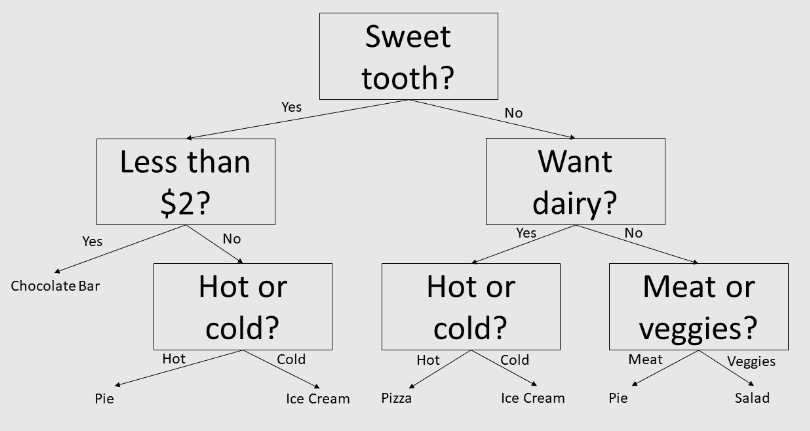 Sweet
tooth?
Yes
No
Less than
$2?
Want
dairy?
Yes
No
Yes
No
Chocolate Bar
Hot or
cold?
Hot or
cold?
Meat or
veggies?
Hot
Cold
Hot
Cold
Meat
Veggies
Pie
Ice Cream
Pizza
Ice Cream
Pie
Salad